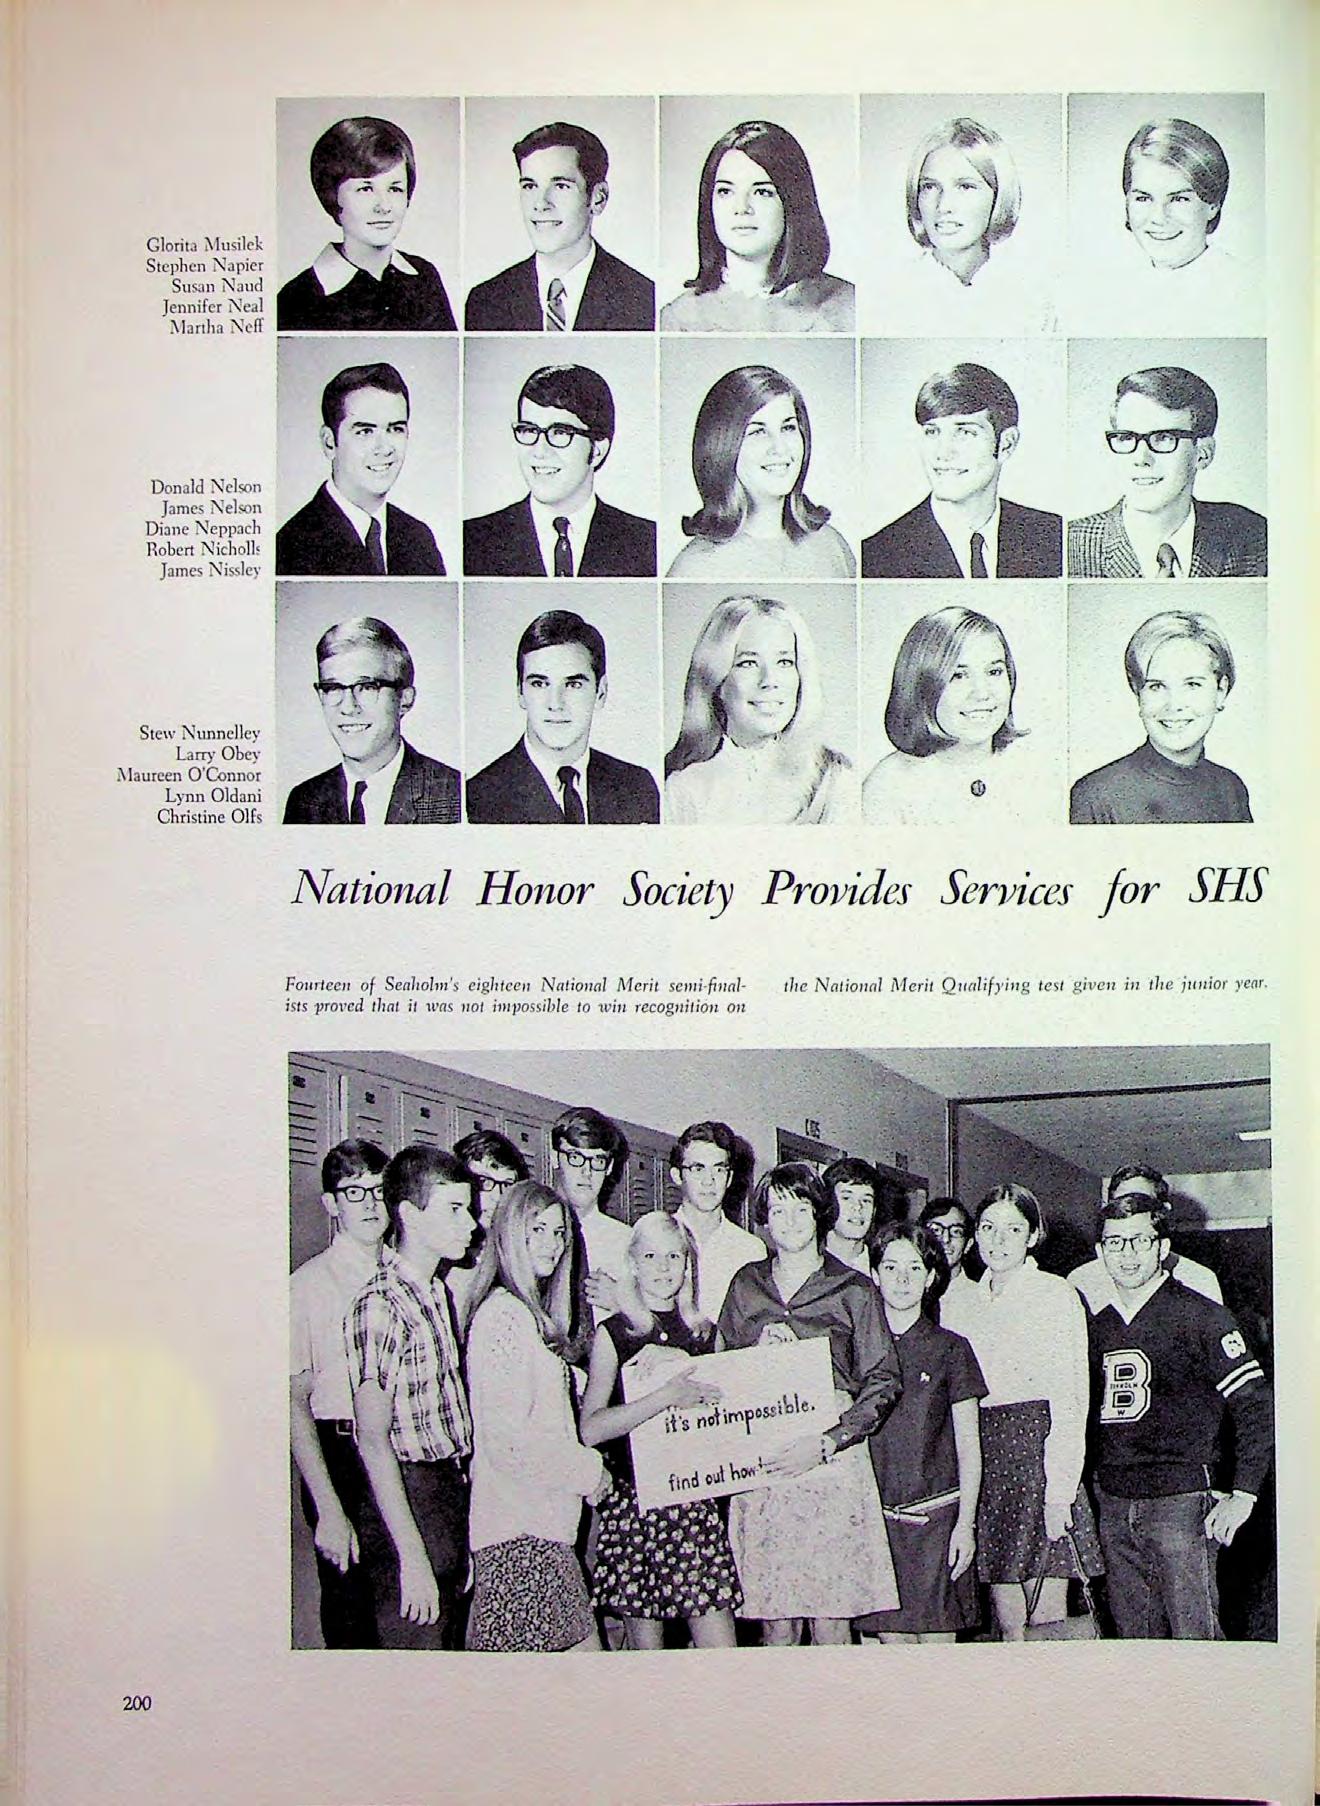 Glorita Musilek
Stephen Napier
Susan Naud
Jennifer Neal
Martha Neff
Donald Nelson
James Nelson
Diane Neppach
Robert Nicholls
James Nissley
Stew Nunnelley
Larry Obey
Maureen O'Connor
Lynn Oldani
Christine Olfs
National Honor Society Provides Services for SHS
Fourteen of Seaholm's eighteen National Merit semi-final-
ists proved that it was not impossible to win recognition on
the National Merit Qualifying test given in the junior year.
it's not impossible.
find out how!
69
B
W
200